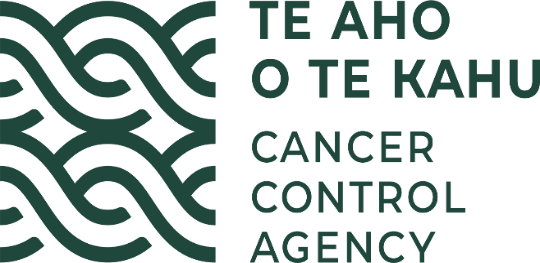 TE AHO
O TE KAHU
CANCER
CONTROL
AGENCY